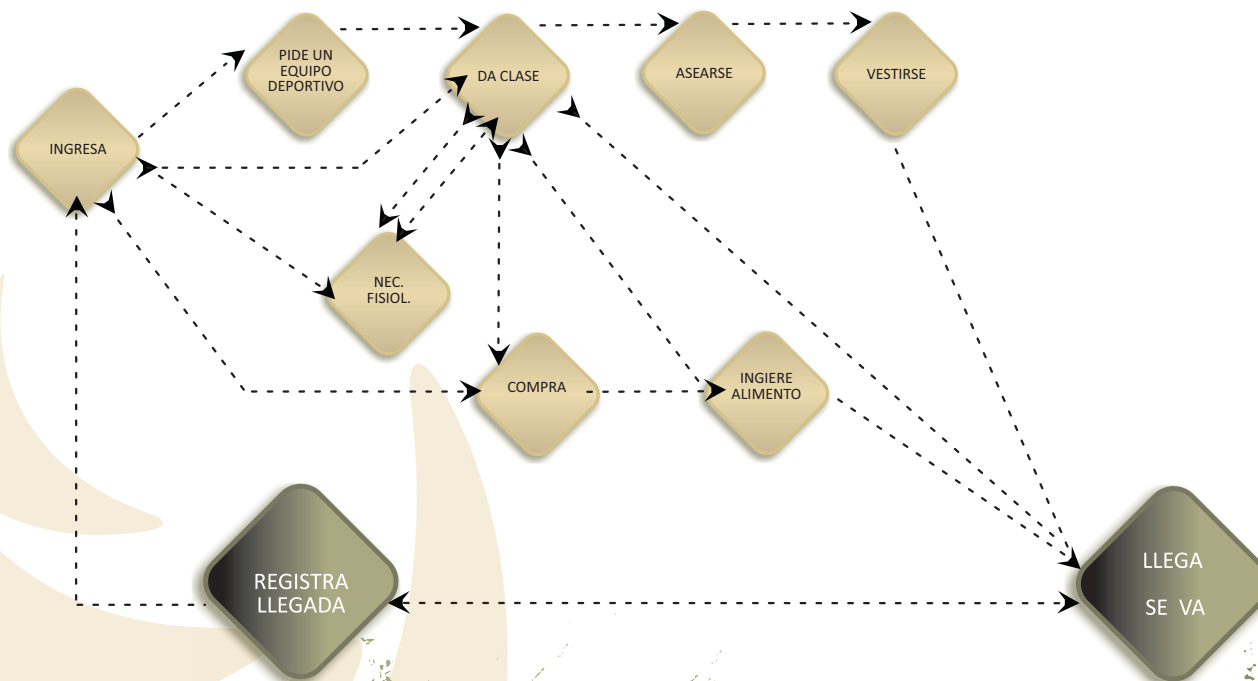 PIDE UN
EQUIPO
DEPORTIVO
DA CLASE
ASEARSE
VESTIRSE
INGRESA
NEC.
FISIOL.
COMPRA
INGIERE
ALIMENTO
REGISTRA
LLEGADA
LLEGA
SE VA